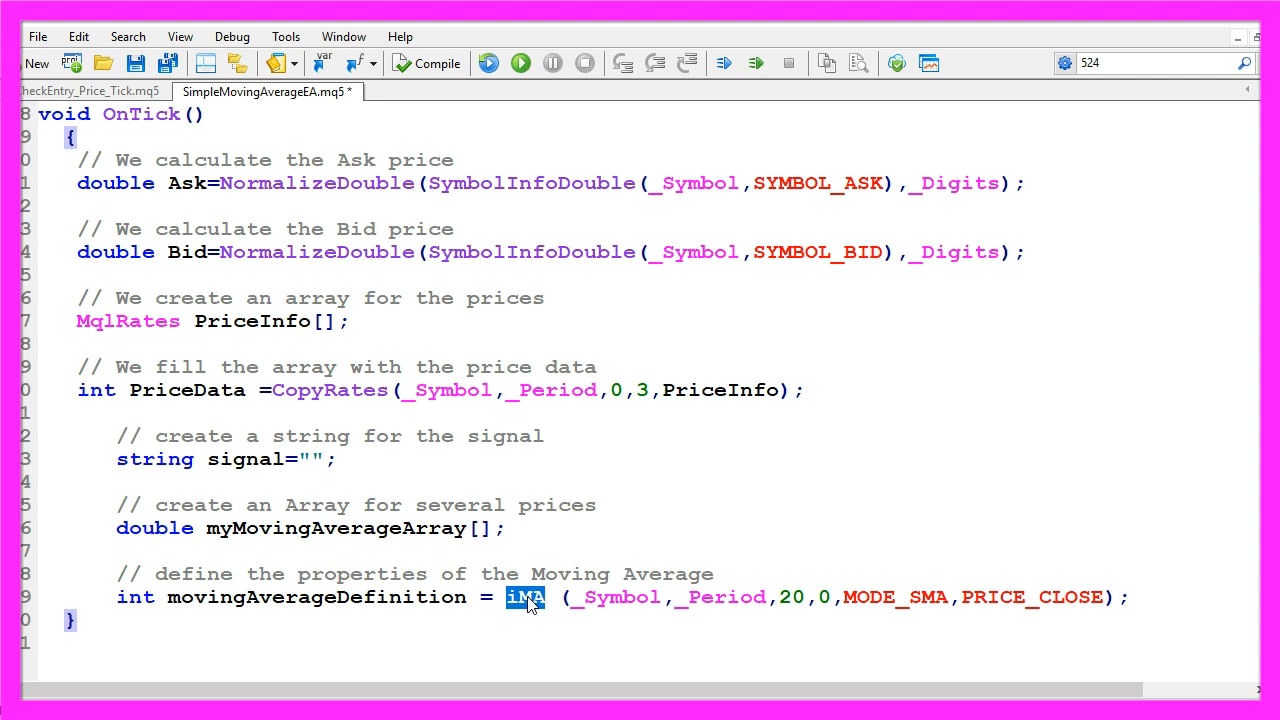 File Edit Search View Debug Tools Window Help
New Compile 524
heckEntry_Price_Tick.mq5 SimpleMovingAverageEA.mq5 *
8 void OnTick()
9 {
0 // We calculate the Ask price
1 double Ask=NormalizeDouble(SymbolInfoDouble(_Symbol,SYMBOL_ASK),_Digits);
2
3 // We calculate the Bid price
4 double Bid=NormalizeDouble(SymbolInfoDouble(_Symbol,SYMBOL_BID),_Digits);
5
6 // We create an array for the prices
7 MqlRates PriceInfo[];
8
9 // We fill the array with the price data
0 int PriceData =CopyRates(_Symbol,_Period,0,3,PriceInfo);
1
2 // create a string for the signal
3 string signal="";
4
5 // create an Array for several prices
6 double myMovingAverageArray[];
7
8 // define the properties of the Moving Average
9 int movingAverageDefinition = iMA (_Symbol,_Period,20,0,MODE_SMA,PRICE_CLOSE);
0 }
1